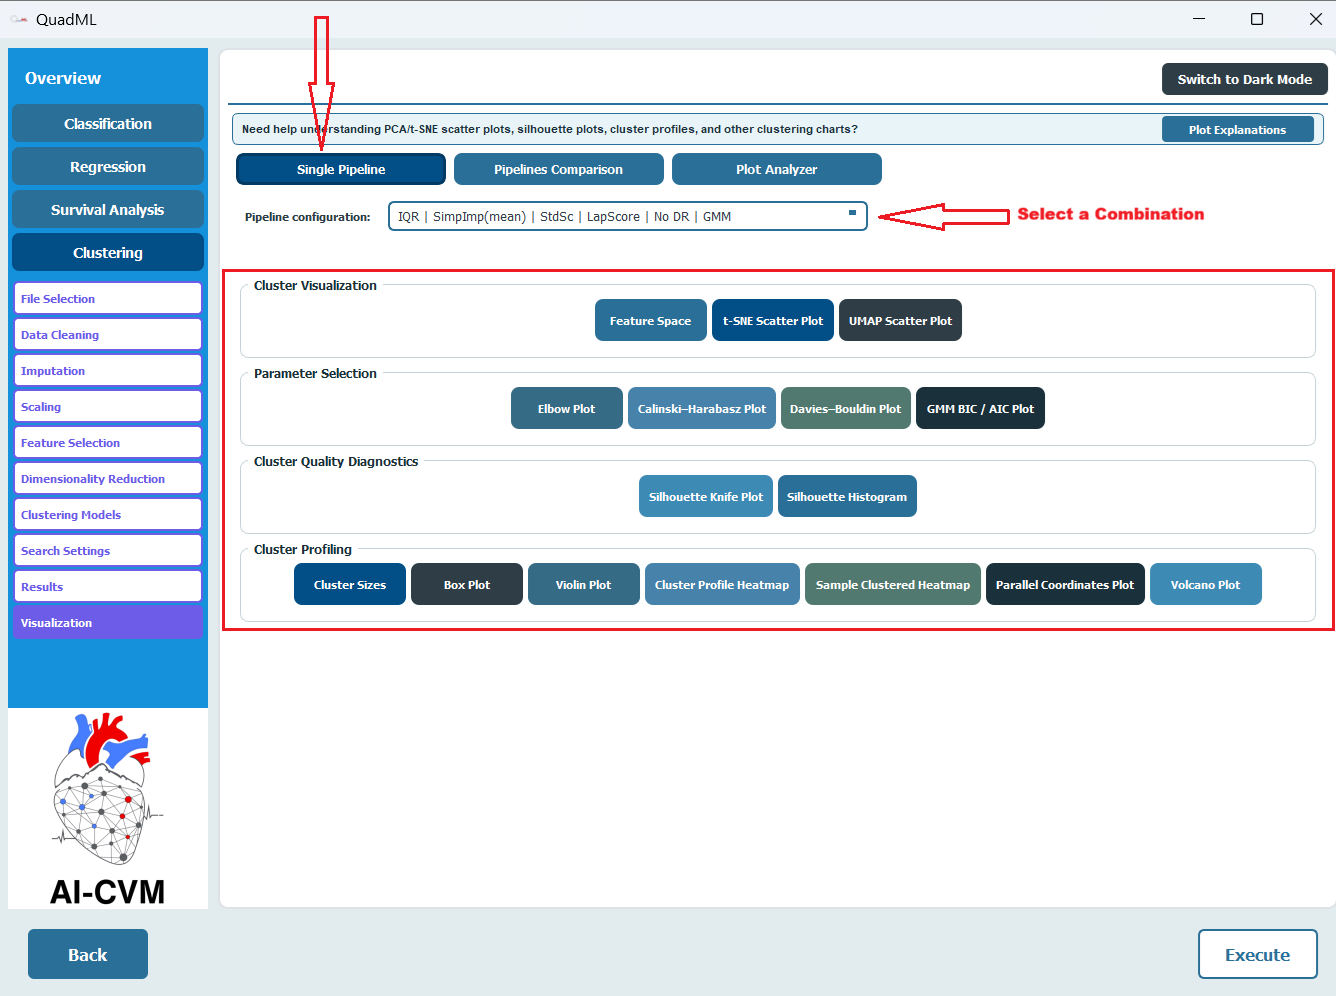 QuadML
Overview
Classification
Regression
Survival Analysis
Clustering
File Selection
Data Cleaning
Imputation
Scaling
Feature Selection
Dimensionality Reduction
Clustering Models
Search Settings
Results
Visualization
AI-CVM
Switch to Dark Mode
Need help understanding PCA/t-SNE scatter plots, silhouette plots, cluster profiles, and other clustering charts?
Plot Explanations
Single Pipeline
Pipelines Comparison
Plot Analyzer
Pipeline configuration:
IQR | SimpImp(mean) | StdSc | LapScore | No DR | GMM
Select a Combination
Cluster Visualization
Feature Space
t-SNE Scatter Plot
UMAP Scatter Plot
Parameter Selection
Elbow Plot
Calinski–Harabasz Plot
Davies–Bouldin Plot
GMM BIC / AIC Plot
Cluster Quality Diagnostics
Silhouette Knife Plot
Silhouette Histogram
Cluster Profiling
Cluster Sizes
Box Plot
Violin Plot
Cluster Profile Heatmap
Sample Clustered Heatmap
Parallel Coordinates Plot
Volcano Plot
Back
Execute